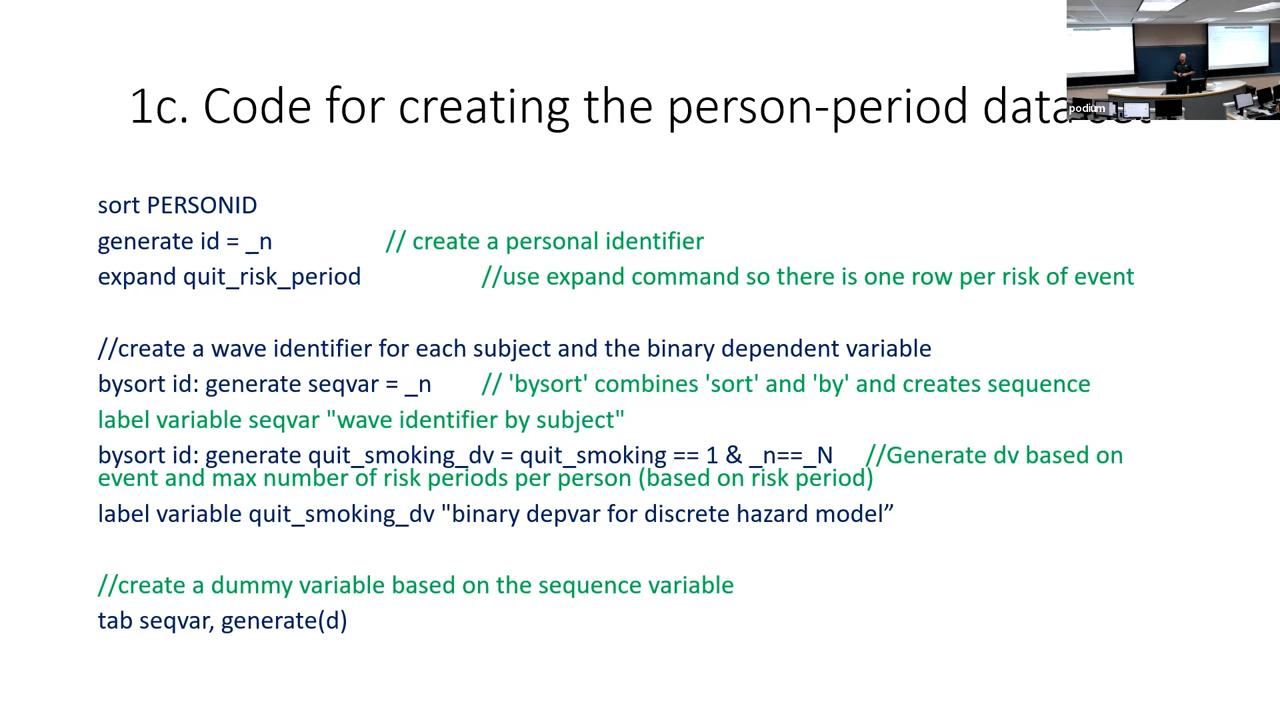 1c. Code for creating the person-period data
podium
sort PERSONID
generate id = _n // create a personal identifier
expand quit_risk_period //use expand command so there is one row per risk of event
//create a wave identifier for each subject and the binary dependent variable
bysort id: generate seqvar = _n // 'bysort' combines 'sort' and 'by' and creates sequence
label variable seqvar "wave identifier by subject"
bysort id: generate quit_smoking_dv = quit_smoking == 1 & _n==_N //Generate dv based on
event and max number of risk periods per person (based on risk period)
label variable quit_smoking_dv "binary depvar for discrete hazard model”
//create a dummy variable based on the sequence variable
tab seqvar, generate(d)